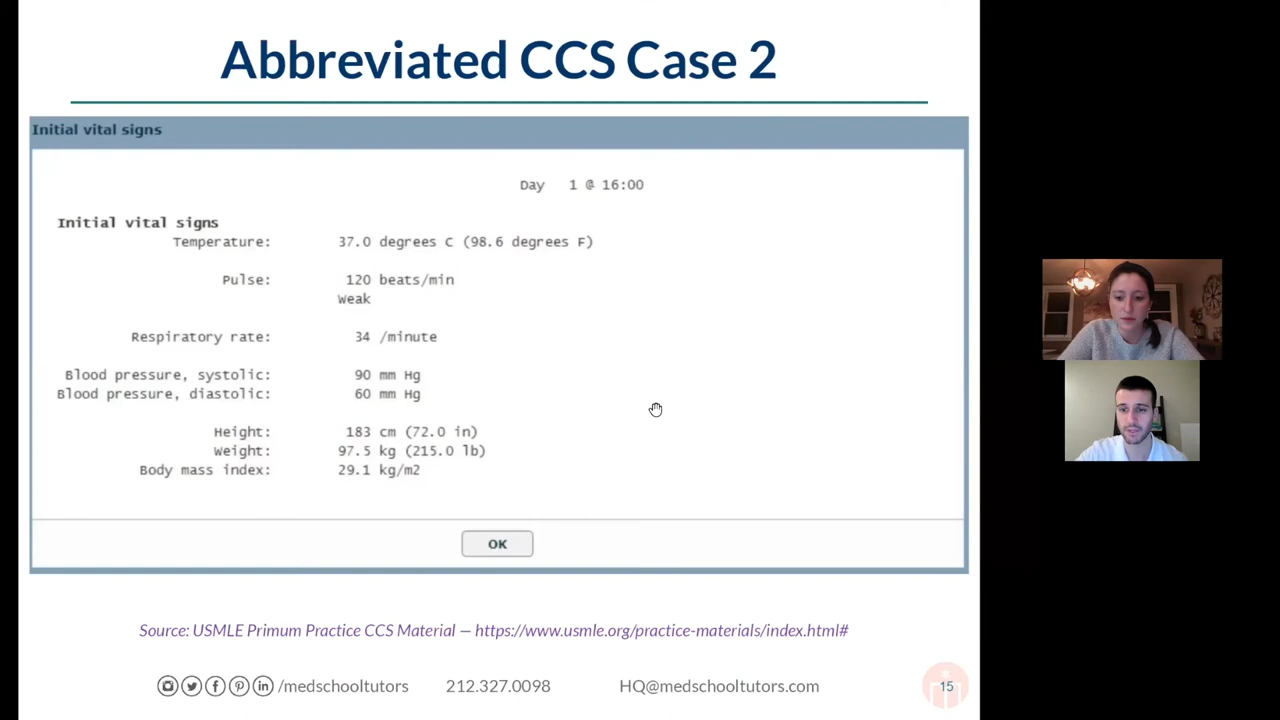 Abbreviated CCS Case 2
Initial vital signs
Day 1 @ 16:00
Initial vital signs
Temperature: 37.0 degrees C (98.6 degrees F)
Pulse: 120 beats/min
Weak
Respiratory rate: 34 /minute
Blood pressure, systolic: 90 mm Hg
Blood pressure, diastolic: 60 mm Hg
Height: 183 cm (72.0 in)
Weight: 97.5 kg (215.0 lb)
Body mass index: 29.1 kg/m2
OK
Source: USMLE Primum Practice CCS Material — https://www.usmle.org/practice-materials/index.html#
/medschooltutors 212.327.0098 HQ@medschooltutors.com 15